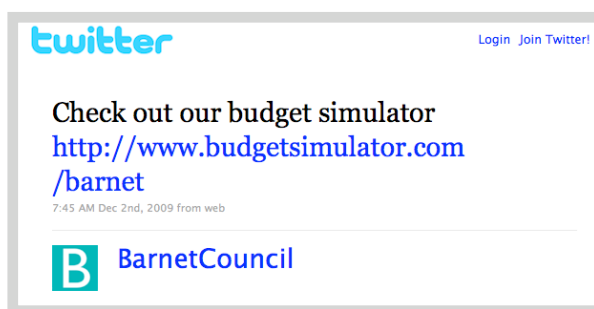 twitter
Login Join Twitter!
Check out our budget simulator
http://www.budgetsimulator.com
/barnet
7:45 AM Dec 2nd, 2009 from web
B
BarnetCouncil